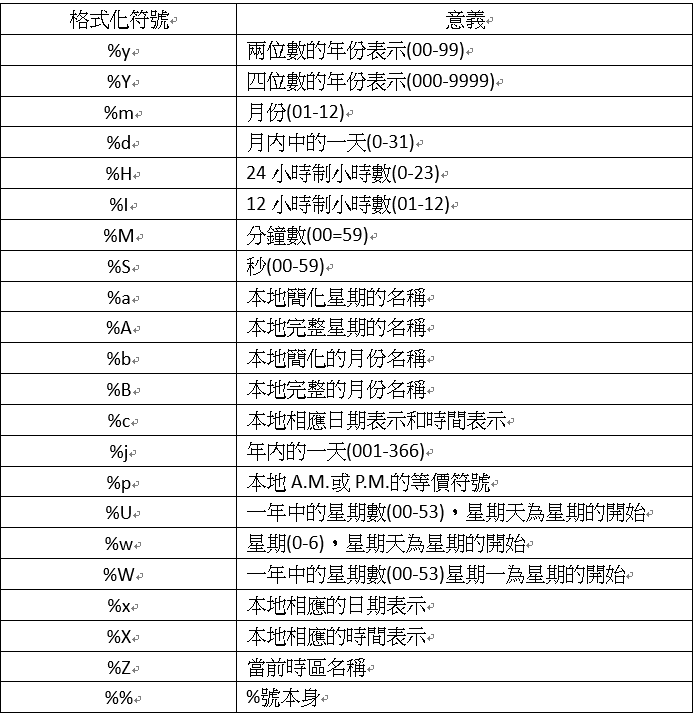 格式化符號 意義
%y 兩位數的年份表示(00-99)
%Y 四位數的年份表示(000-9999)
%m 月份(01-12)
%d 月內中的一天(0-31)
%H 24 小時制小時數(0-23)
%I 12 小時制小時數(01-12)
%M 分鐘數(00=59)
%S 秒(00-59)
%a 本地簡化星期的名稱
%A 本地完整星期的名稱
%b 本地簡化的月份名稱
%B 本地完整的月份名稱
%c 本地相應日期表示和時間表示
%j 年內的一天(001-366)
%p 本地 A.M.或 P.M.的等價符號
%U 一年中的星期數(00-53)，星期天為星期的開始
%w 星期(0-6)，星期天為星期的開始
%W 一年中的星期數(00-53)星期一為星期的開始
%x 本地相應的日期表示
%X 本地相應的時間表示
%Z 當前時區名稱
%% %號本身